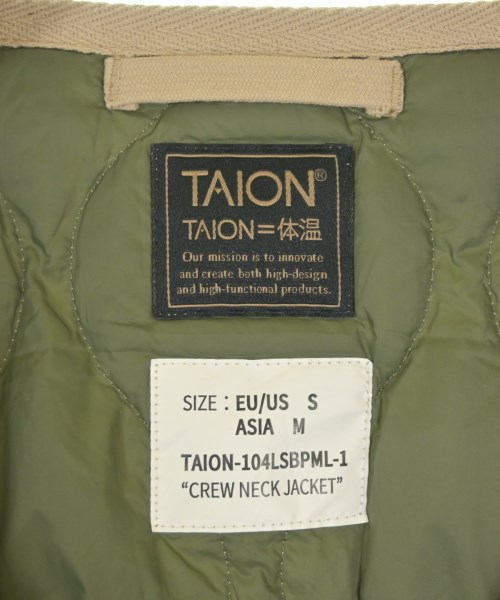 TAION®
TAION=体温
Our mission is to innovate
and create both high-design
and high-functional products.
SIZE : EU/US S
ASIA M
TAION-104LSBPML-1
“CREW NECK JACKET”